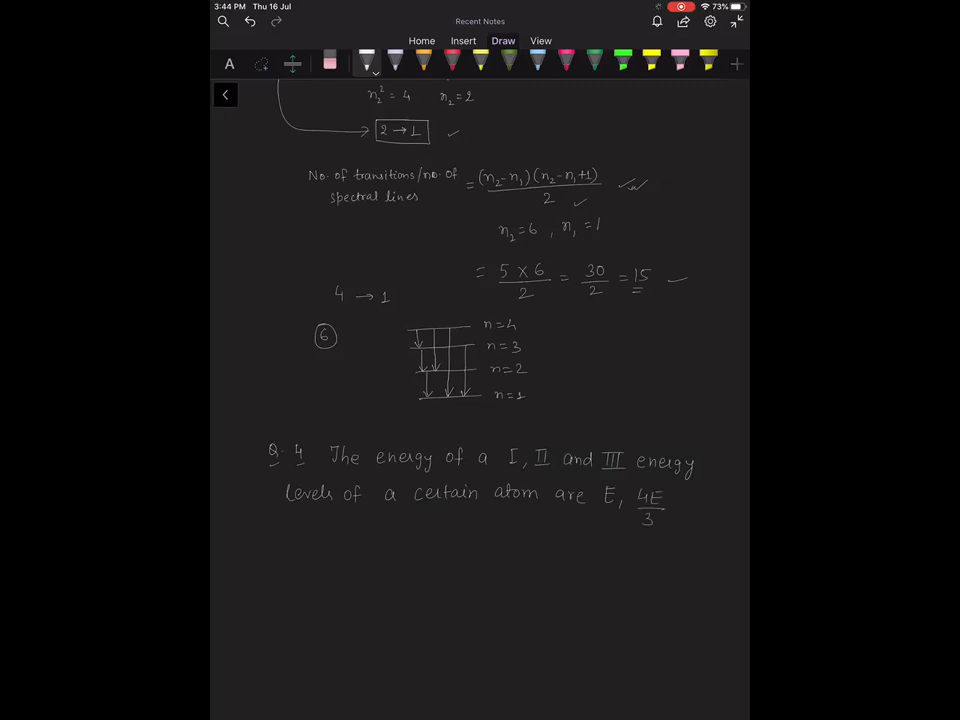 3:44 PM Thu 16 Jul
73%
Recent Notes
Home Insert Draw View
A
n₂² = 4 n₂ = 2
2 → 1
No. of transitions/no. of spectral lines = (n₂-n₁)(n₂-n₁+1)/2
n₂=6, n₁=1
= 5 × 6/2 = 30/2 = 15
4 → 1
6
n=4
n=3
n=2
n=1
Q. 4 The energy of a I, II and III energy
levels of a certain atom are E, 4E/3